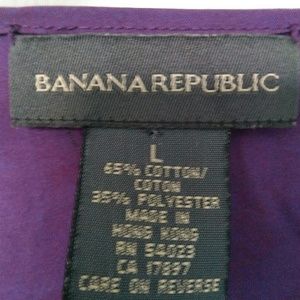 BANANA REPUBLIC
L
65% COTTON/
COTON
35% POLYESTER
MADE IN
HONG KONG
RN 54023
CA 17897
CARE ON REVERSE